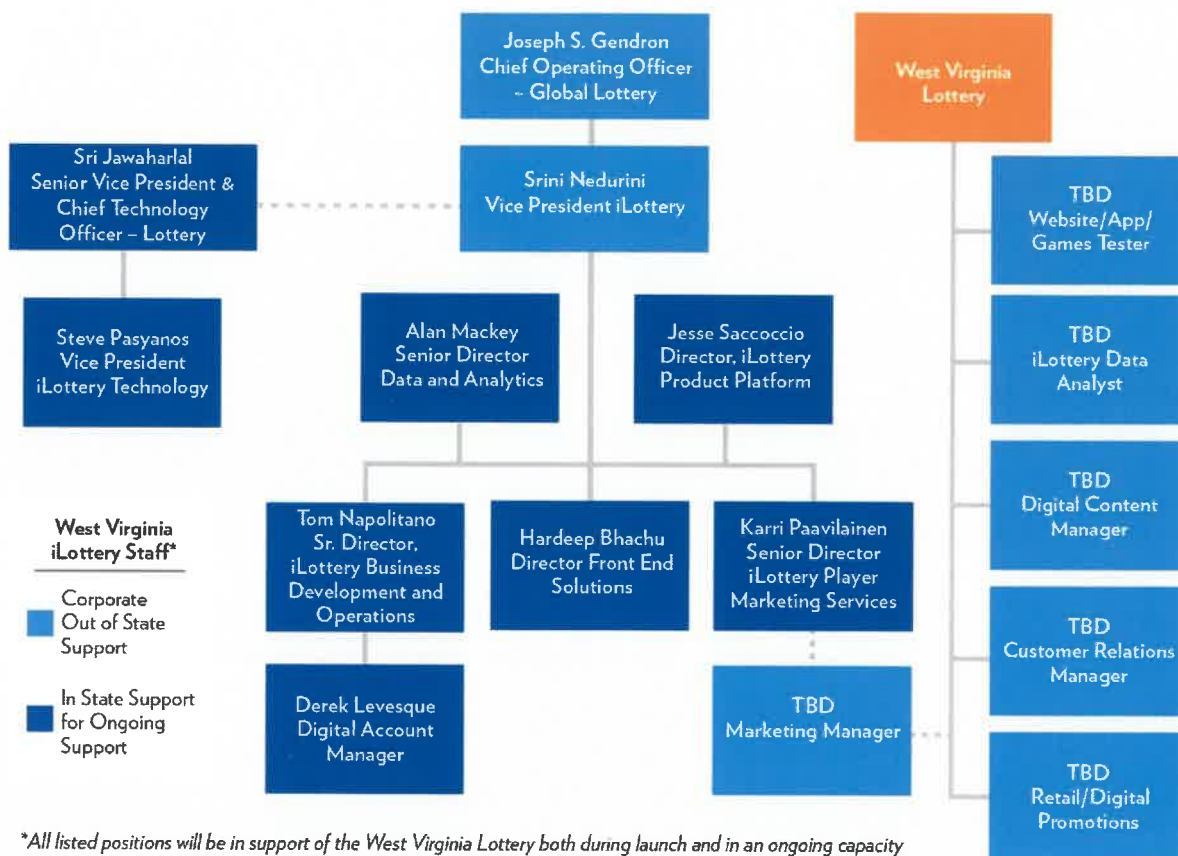 Joseph S. Gendron
Chief Operating Officer
– Global Lottery
West Virginia
Lottery
Sri Jawaharlal
Senior Vice President &
Chief Technology
Officer – Lottery
Srini Nedurini
Vice President iLottery
TBD
Website/App/
Games Tester
Steve Pasyanos
Vice President
iLottery Technology
Alan Mackey
Senior Director
Data and Analytics
Jesse Saccoccio
Director, iLottery
Product Platform
TBD
iLottery Data
Analyst
TBD
Digital Content
Manager
Tom Napolitano
Sr. Director,
iLottery Business
Development and
Operations
Hardeep Bhachu
Director Front End
Solutions
Karri Paavilainen
Senior Director
iLottery Player
Marketing Services
West Virginia
iLottery Staff*
Corporate
Out of State
Support
In State Support
for Ongoing
Support
TBD
Customer Relations
Manager
Derek Levesque
Digital Account
Manager
TBD
Marketing Manager
TBD
Retail/Digital
Promotions
*All listed positions will be in support of the West Virginia Lottery both during launch and in an ongoing capacity